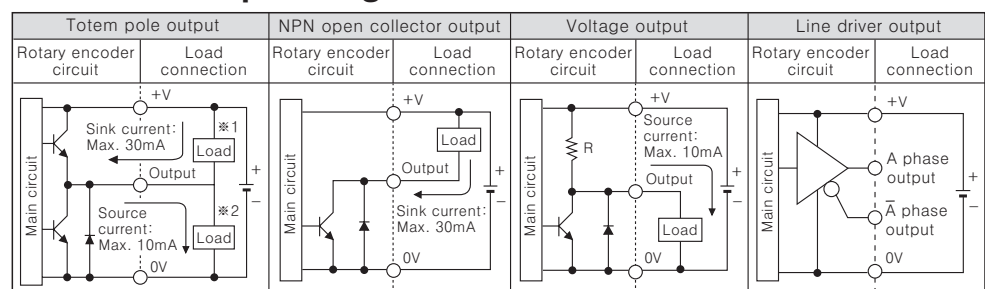 Totem pole output
NPN open collector output
Voltage output
Line driver output
Rotary encoder circuit
Load connection
Rotary encoder circuit
Load connection
Rotary encoder circuit
Load connection
Rotary encoder circuit
Load connection
Main circuit
+V
Sink current:
Max. 30mA
※1
Load
Output
+
−
Source
current:
Max. 10mA
※2
Load
0V
Main circuit
+V
Load
Output
+
−
Sink current:
Max. 30mA
0V
Main circuit
+V
Source
current:
Max. 10mA
R
Output
+
−
Load
0V
Main circuit
+V
A phase
output
+
−
A̅ phase
output
0V